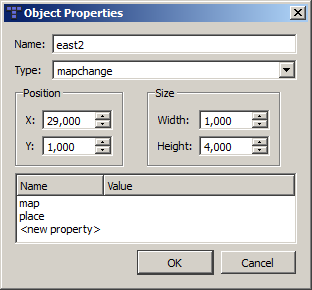 Object Properties
Name: east2
Type: mapchange
Position
X: 29,000
Y: 1,000
Size
Width: 1,000
Height: 4,000
Name Value
map
place
<new property>
OK Cancel